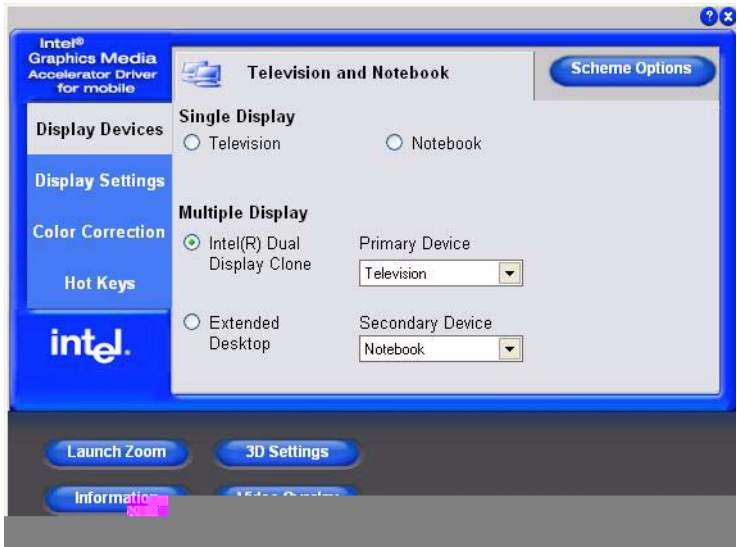 Intel®
Graphics Media
Accelerator Driver
for mobile
Television and Notebook
Scheme Options
Display Devices
Display Settings
Color Correction
Hot Keys
intel.
Single Display
Television
Notebook
Multiple Display
Intel(R) Dual
Display Clone
Primary Device
Television
Extended
Desktop
Secondary Device
Notebook
Launch Zoom
3D Settings
Information